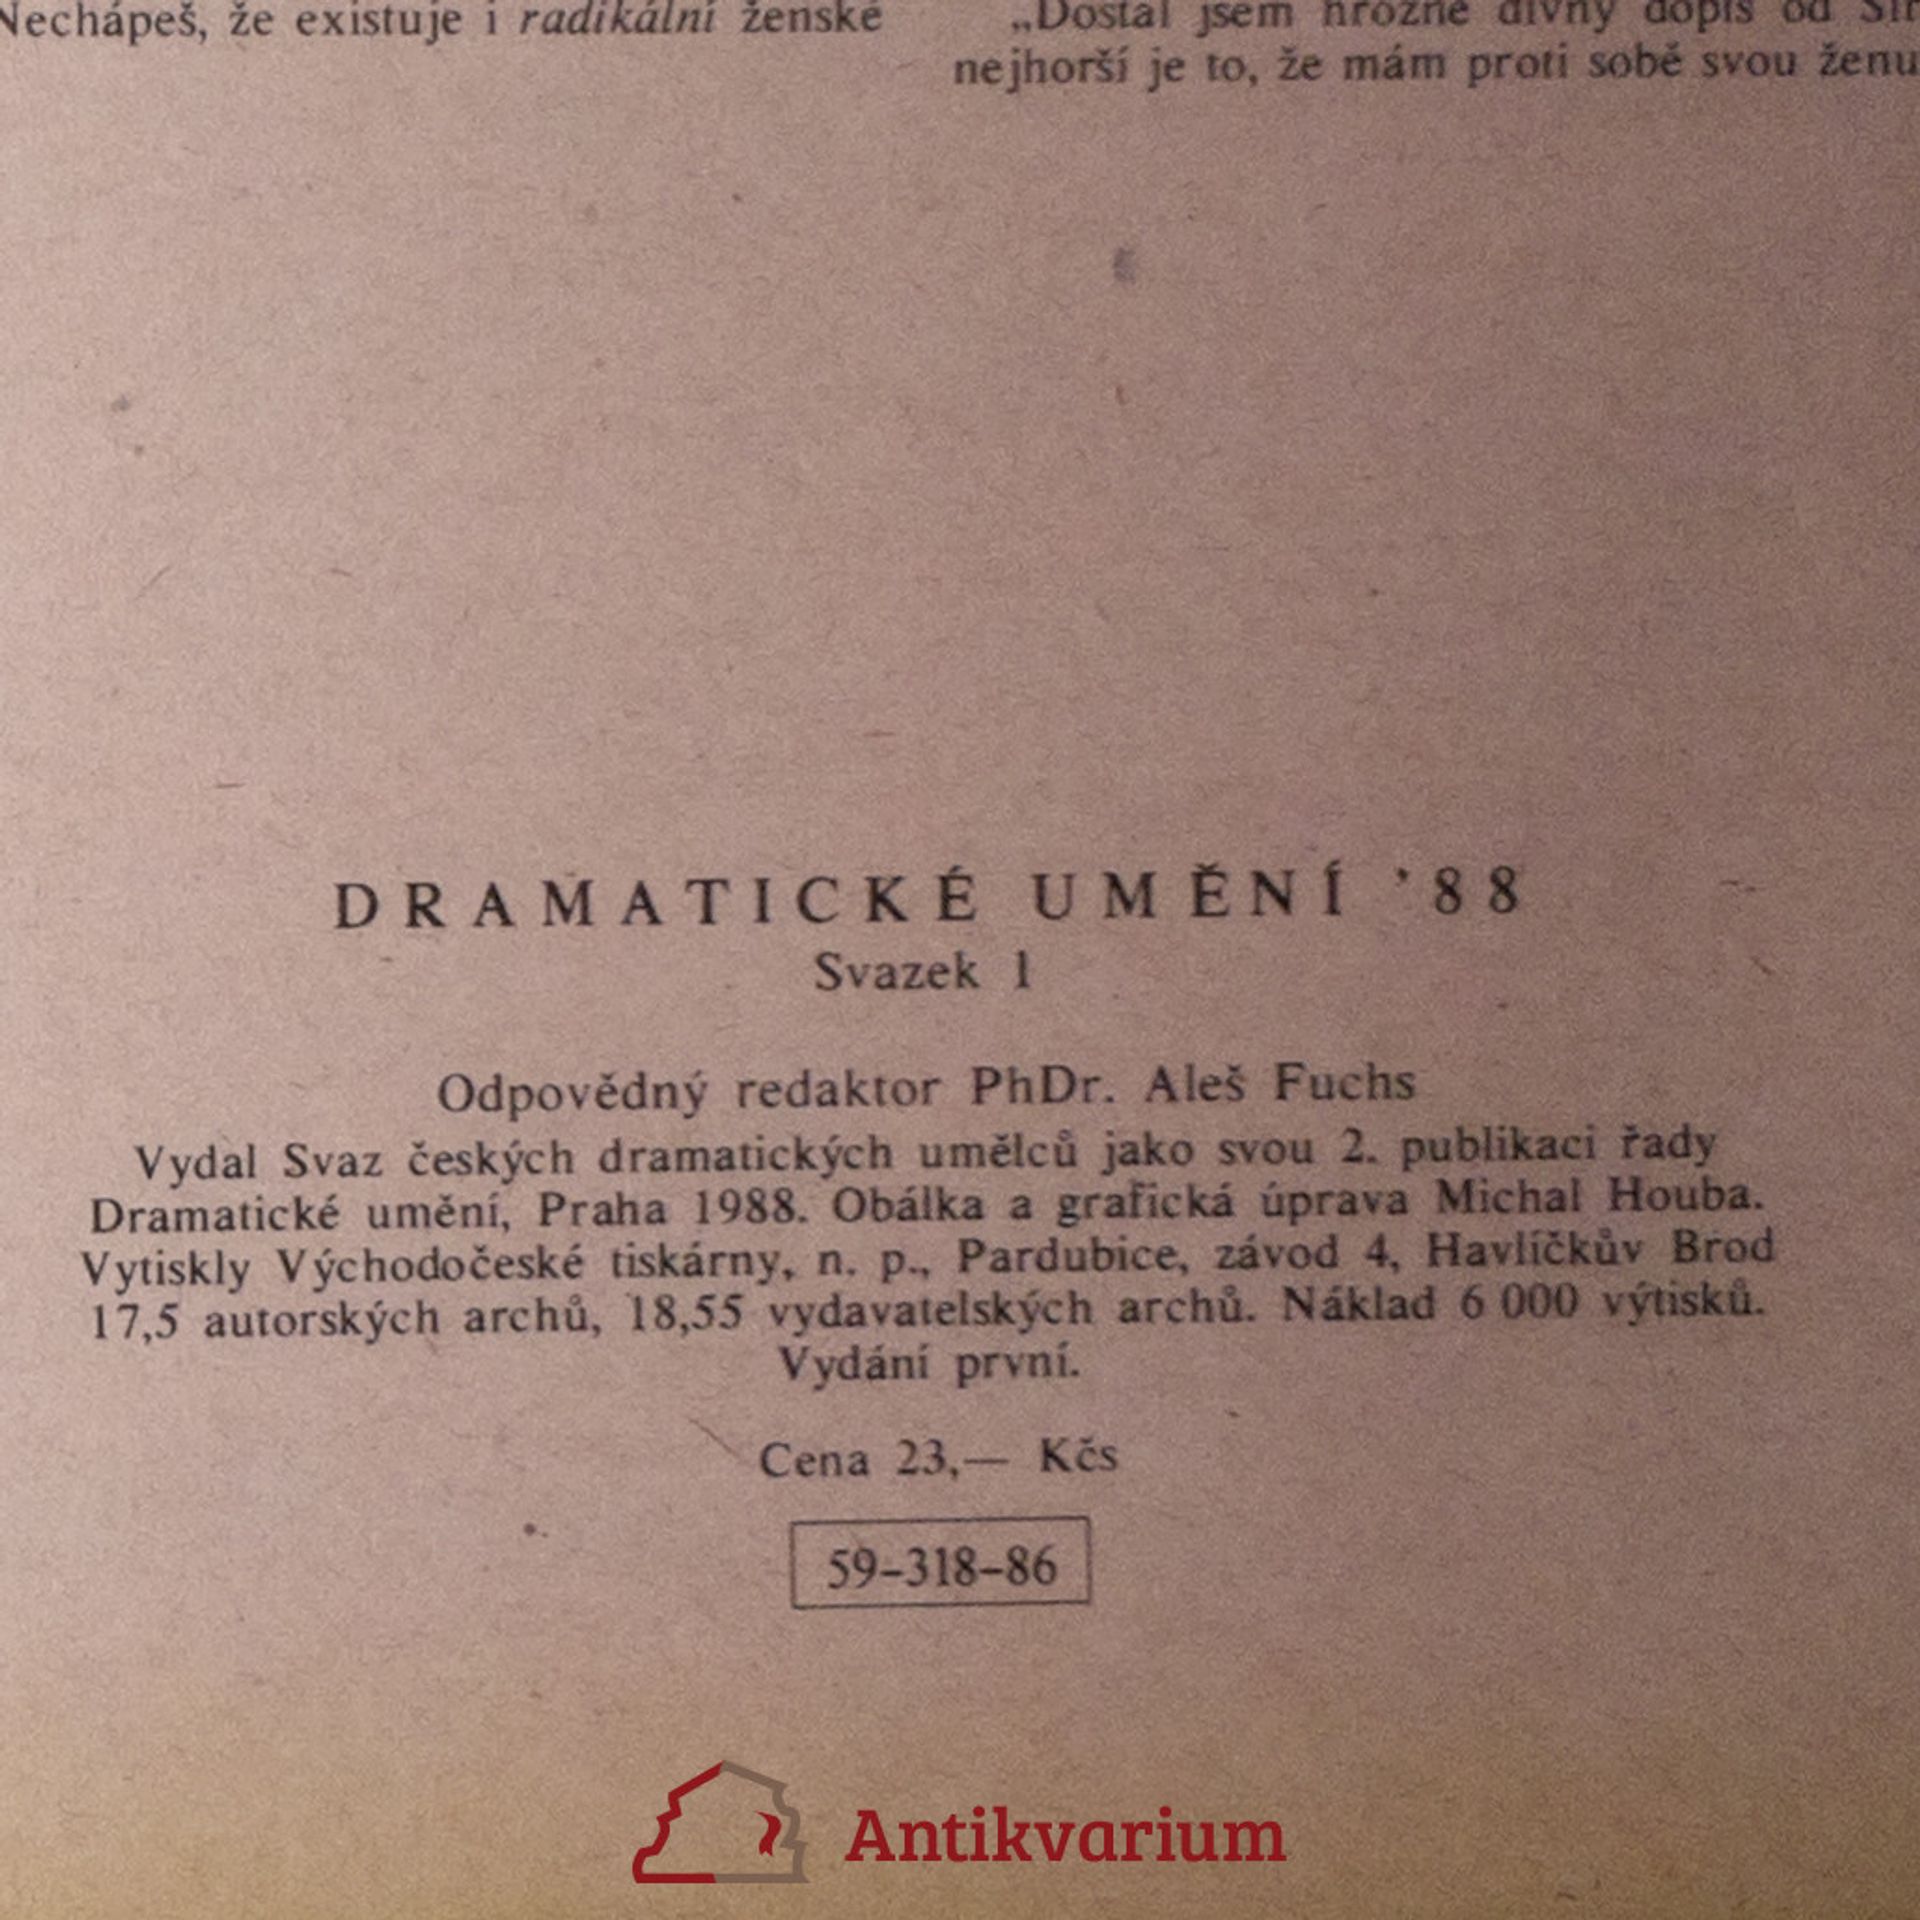 Nechápeš, že existuje i radikální ženské
„Dostal jsem hrozně divný dopis od
nejhorší je to, že mám proti sobě svou ženu
DRAMATICKÉ UMĚNÍ '88
Svazek 1
Odpovědný redaktor PhDr. Aleš Fuchs
Vydal Svaz českých dramatických umělců jako svou 2. publikaci řady
Dramatické umění, Praha 1988. Obálka a grafická úprava Michal Houba.
Vytiskly Východočeské tiskárny, n. p., Pardubice, závod 4, Havlíčkův Brod
17,5 autorských archů, 18,55 vydavatelských archů. Náklad 6 000 výtisků.
Vydání první.
Cena 23,— Kčs
59–318–86
Antikvarium